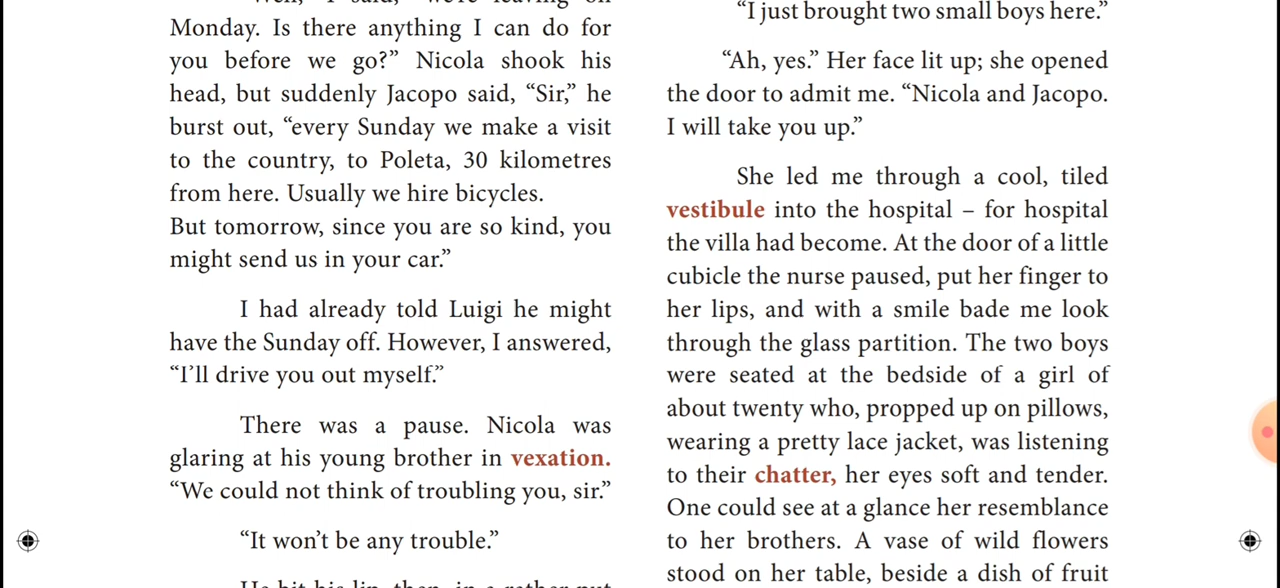 Monday. Is there anything I can do for
you before we go?” Nicola shook his
head, but suddenly Jacopo said, “Sir,” he
burst out, “every Sunday we make a visit
to the country, to Poleta, 30 kilometres
from here. Usually we hire bicycles.
But tomorrow, since you are so kind, you
might send us in your car.”
I had already told Luigi he might
have the Sunday off. However, I answered,
“I’ll drive you out myself.”
There was a pause. Nicola was
glaring at his young brother in vexation.
“We could not think of troubling you, sir.”
“It won’t be any trouble.”
“I just brought two small boys here.”
“Ah, yes.” Her face lit up; she opened
the door to admit me. “Nicola and Jacopo.
I will take you up.”
She led me through a cool, tiled
vestibule into the hospital – for hospital
the villa had become. At the door of a little
cubicle the nurse paused, put her finger to
her lips, and with a smile bade me look
through the glass partition. The two boys
were seated at the bedside of a girl of
about twenty who, propped up on pillows,
wearing a pretty lace jacket, was listening
to their chatter, her eyes soft and tender.
One could see at a glance her resemblance
to her brothers. A vase of wild flowers
stood on her table, beside a dish of fruit